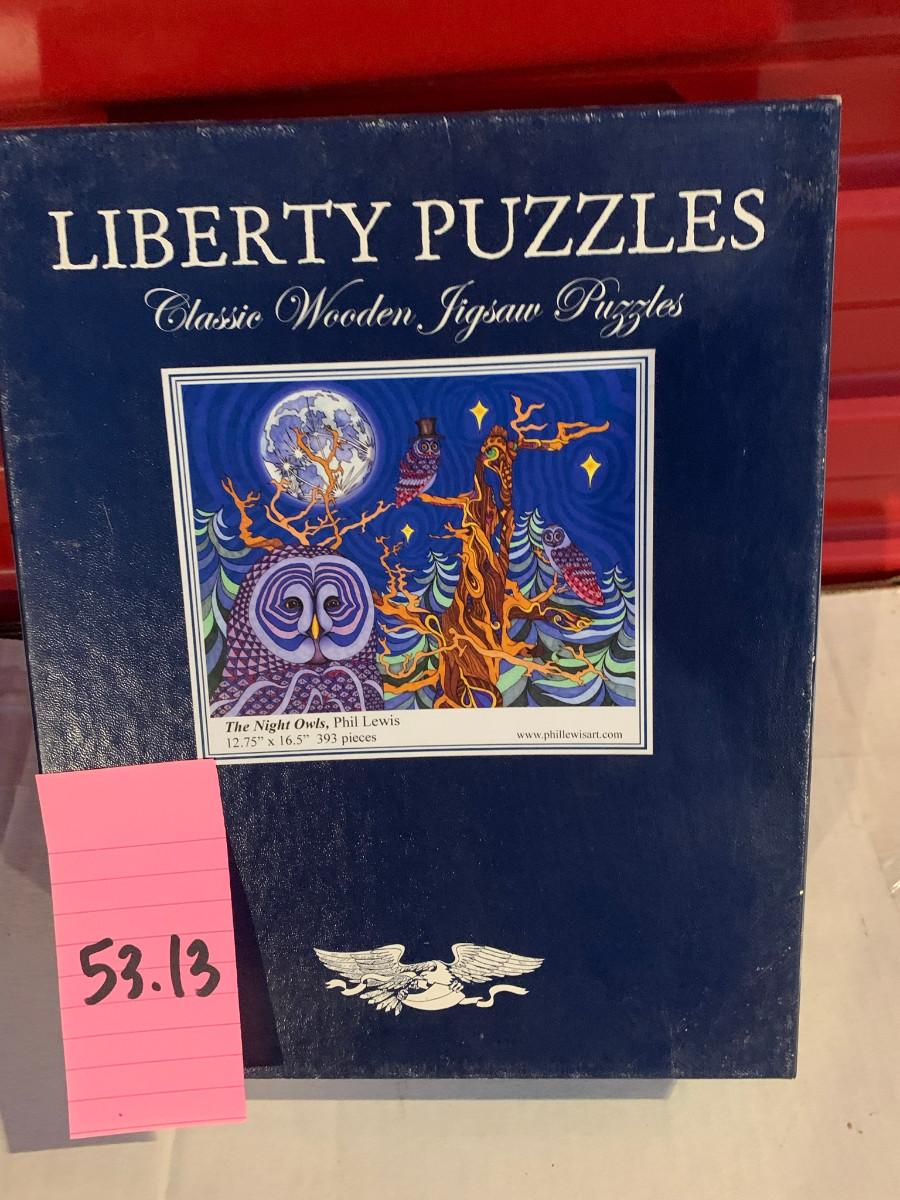 LIBERTY PUZZLES
Classic Wooden Jigsaw Puzzles
The Night Owls, Phil Lewis
12.75” x 16.5” 393 pieces
www.phillewisart.com
53.13